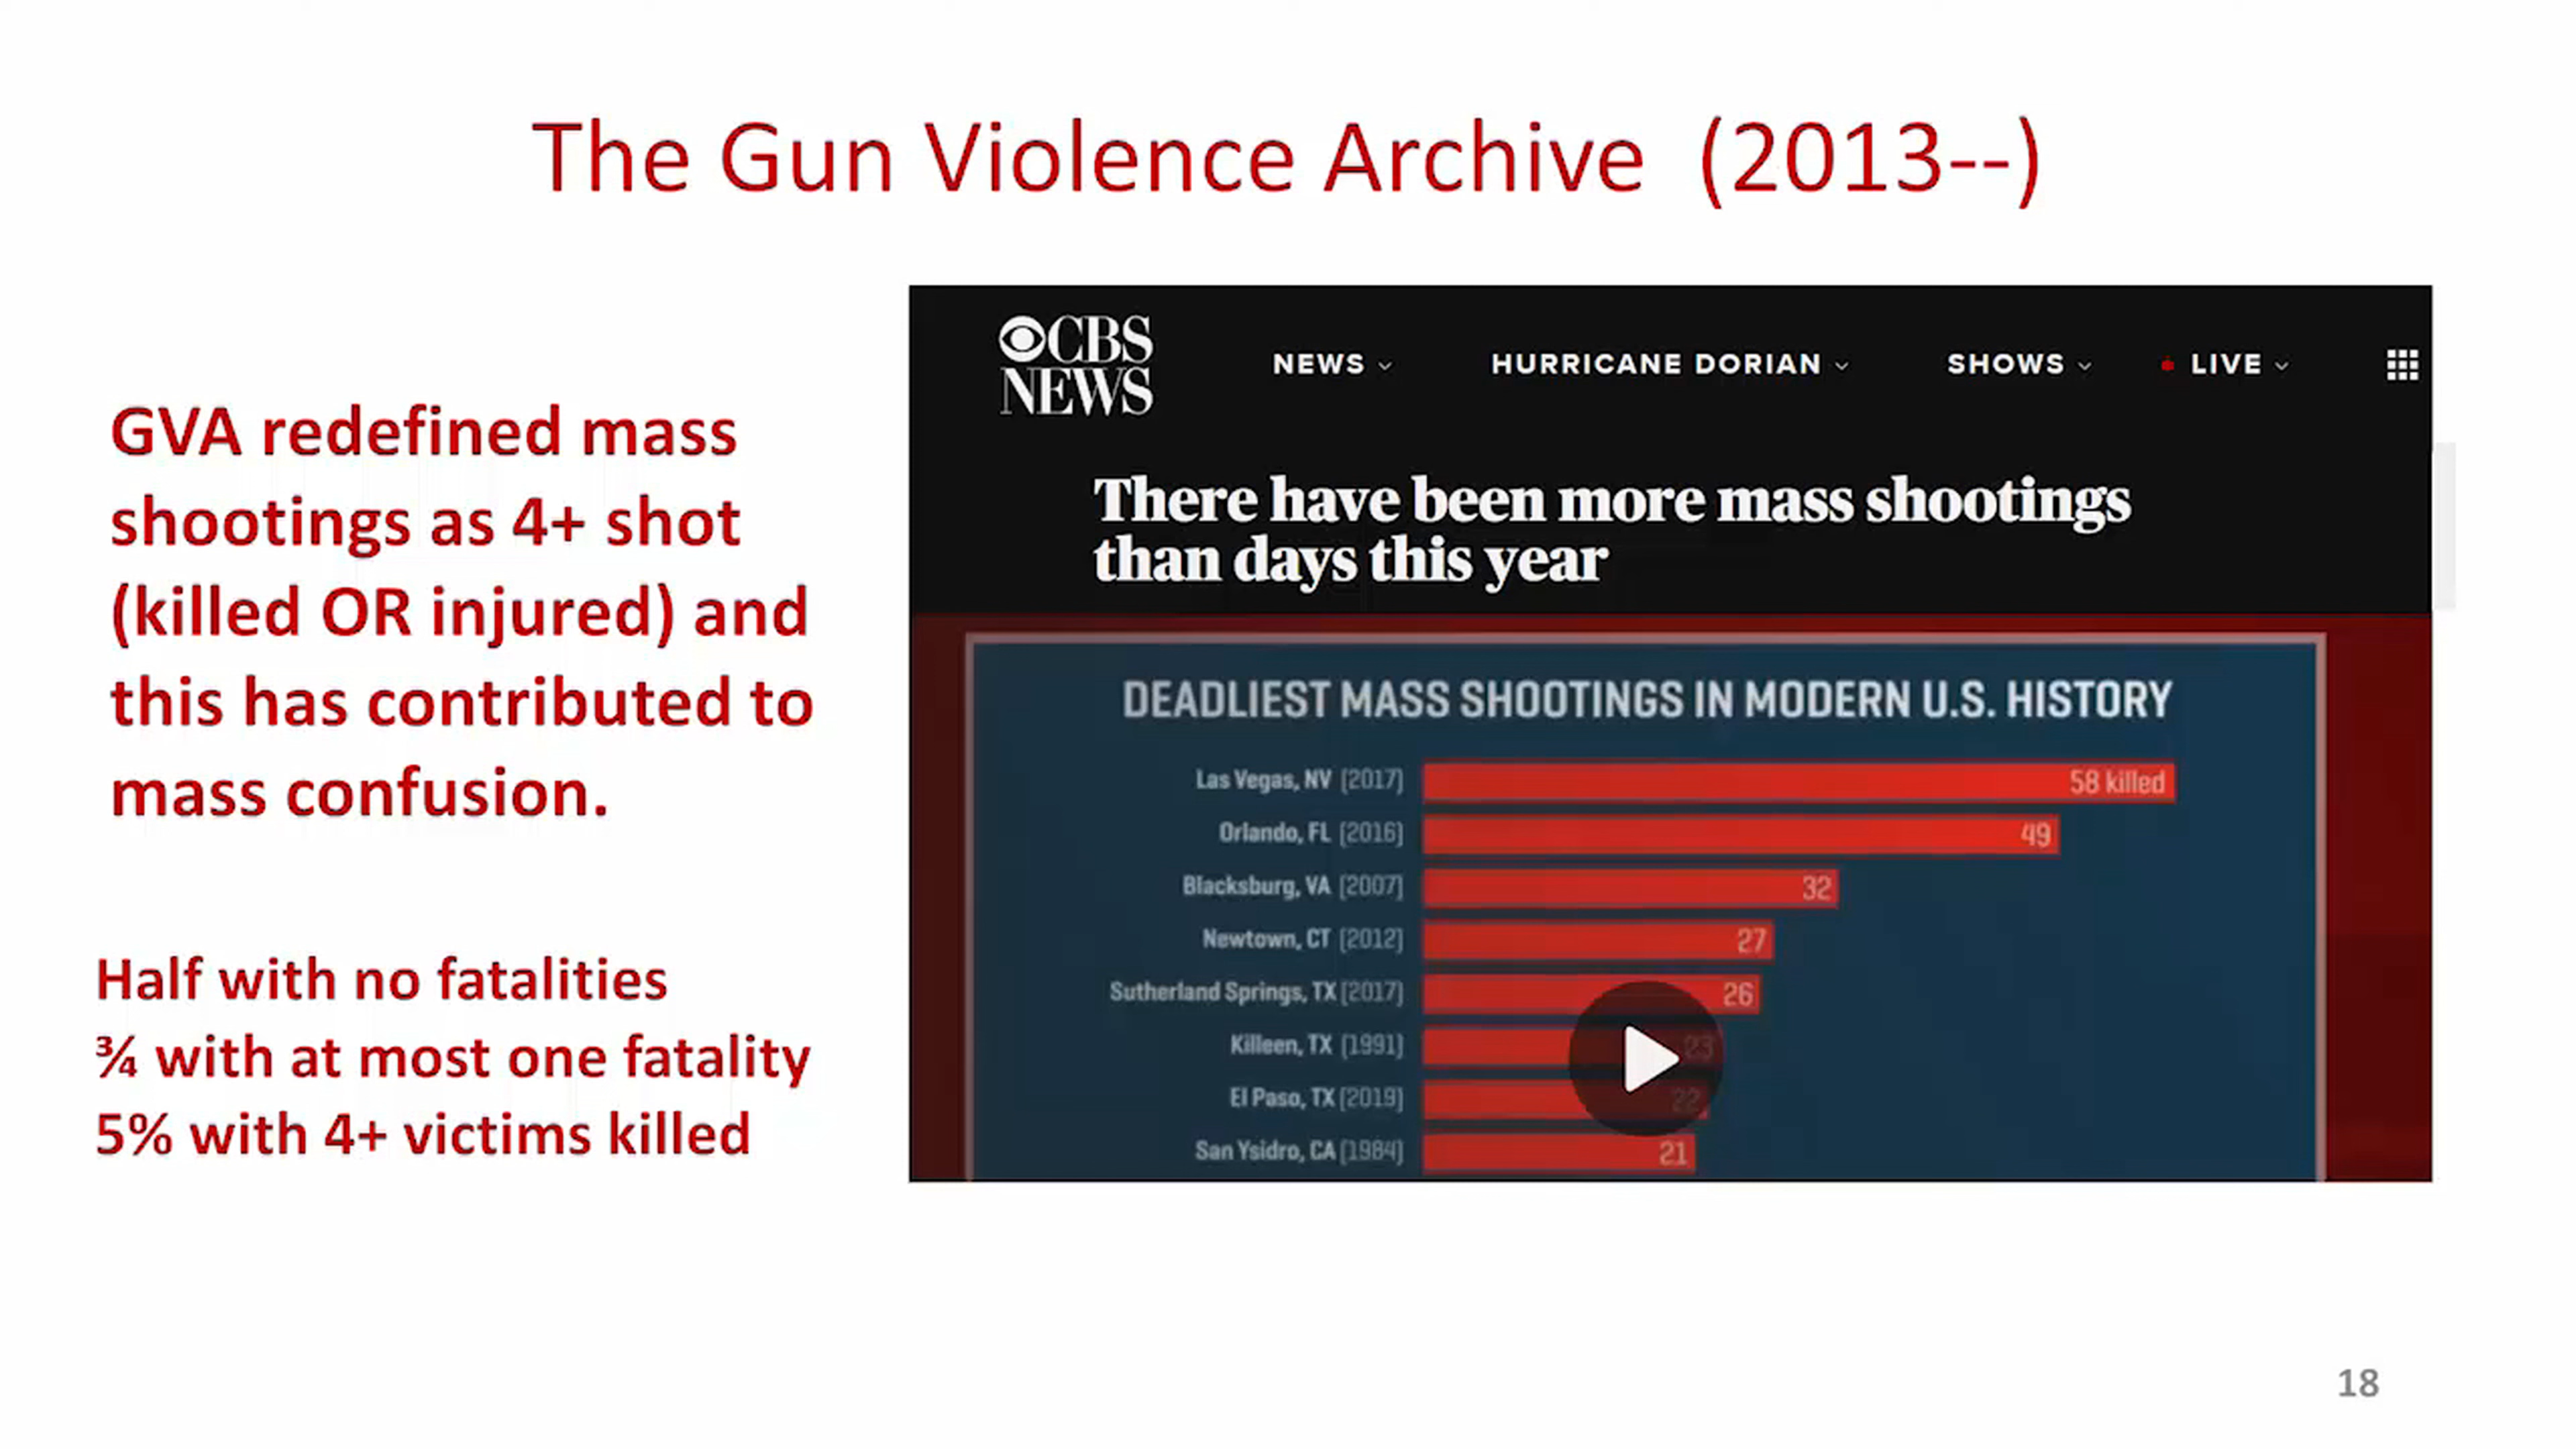 The Gun Violence Archive (2013--)
GVA redefined mass
shootings as 4+ shot
(killed OR injured) and
this has contributed to
mass confusion.
Half with no fatalities
¾ with at most one fatality
5% with 4+ victims killed
CBS
NEWS
NEWS HURRICANE DORIAN SHOWS LIVE
There have been more mass shootings
than days this year
DEADLIEST MASS SHOOTINGS IN MODERN U.S. HISTORY
Las Vegas, NV (2017) 58 killed
Orlando, FL (2016) 49
Blacksburg, VA (2007) 32
Newtown, CT (2012) 27
Sutherland Springs, TX (2017) 26
Killeen, TX (1991) 23
El Paso, TX (2019) 22
San Ysidro, CA (1984) 21
18